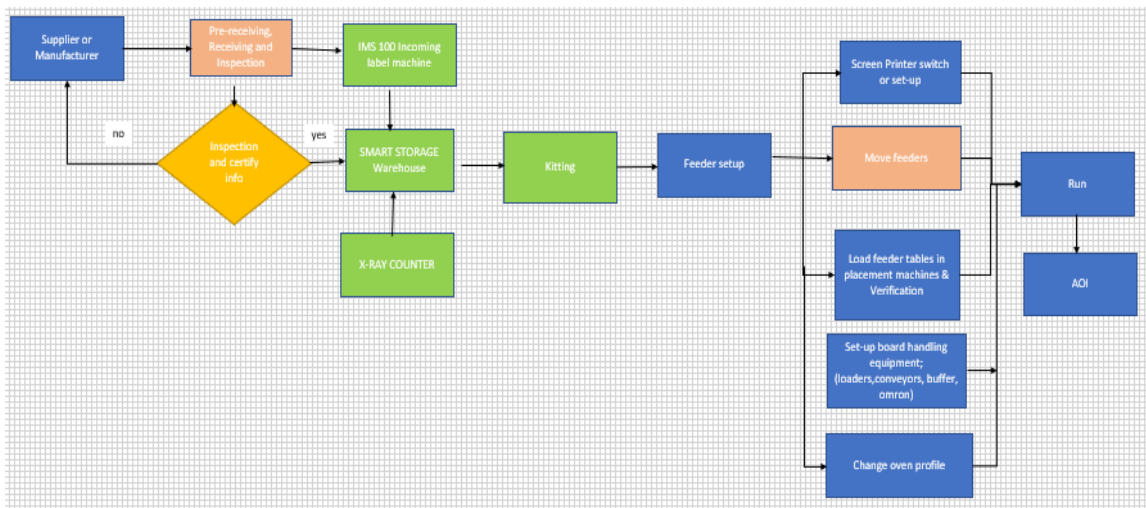 Supplier or
Manufacturer
Pre-receiving,
Receiving and
Inspection
IMS 100 Incoming
label machine
no
Inspection
and certify
info
yes
SMART STORAGE
Warehouse
X-RAY COUNTER
Kitting
Feeder setup
Screen Printer switch
or set-up
Move feeders
Load feeder tables in
placement machines &
Verification
Set-up board handling
equipment;
(loaders,conveyors, buffer,
omron)
Change oven profile
Run
AOI